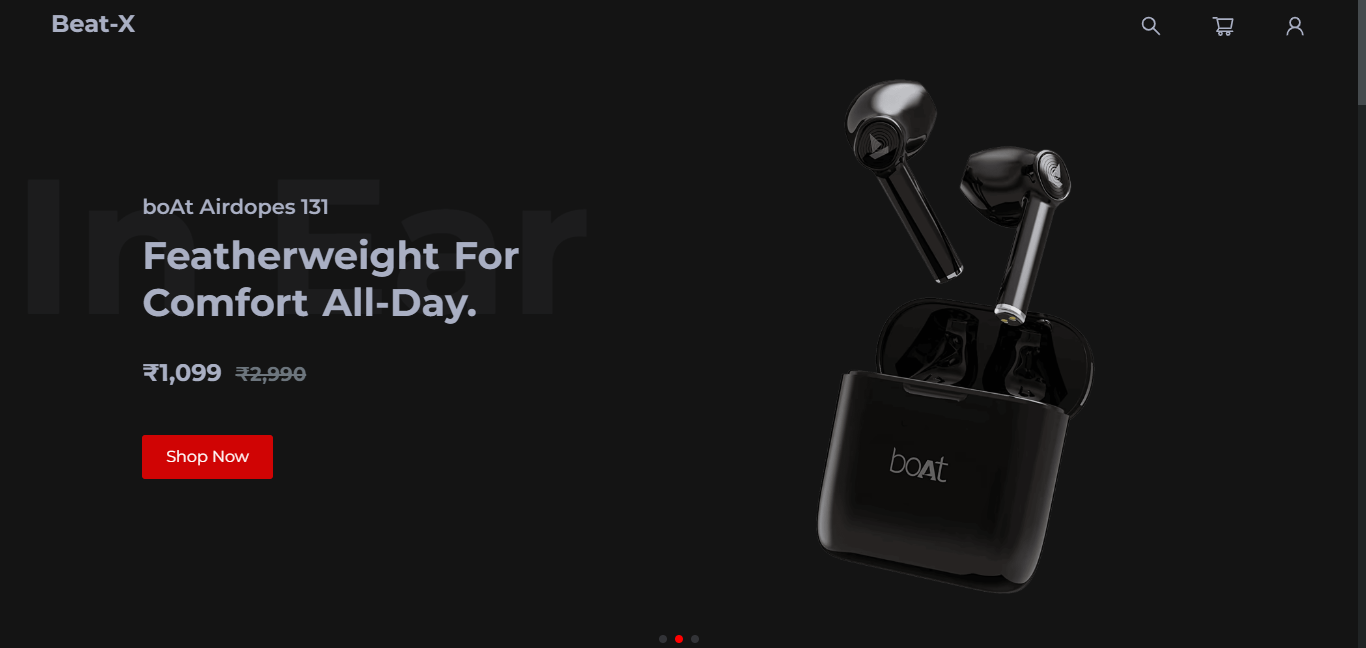 Beat-X
In Ear
boAt Airdopes 131
Featherweight For
Comfort All-Day.
₹1,099 ₹2,990
Shop Now
boAt